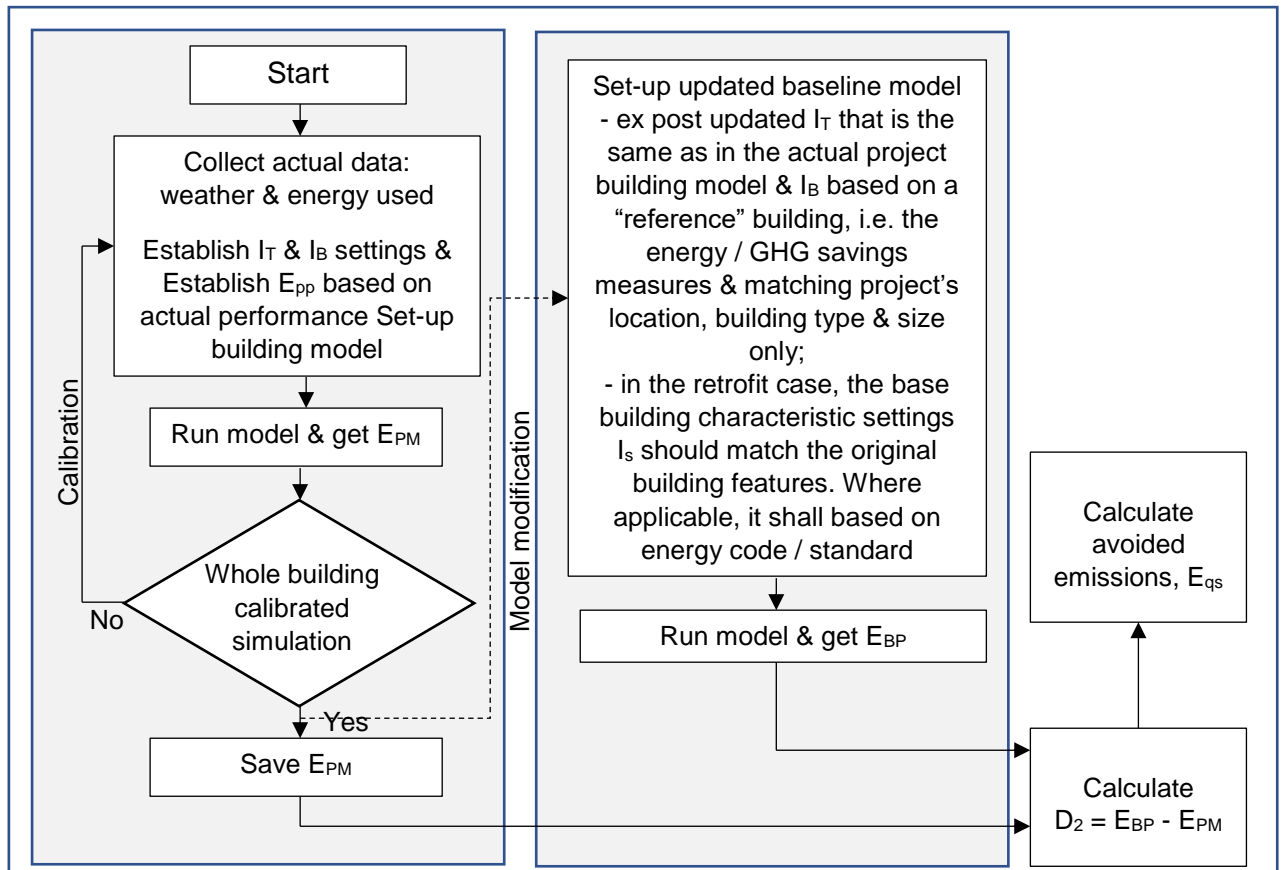 Start
Collect actual data:
weather & energy used
Establish IT & IB settings &
Establish Epp based on
actual performance Set-up
building model
Calibration
Run model & get EPM
Whole building
calibrated
simulation
No
Yes
Save EPM
Model modification
Set-up updated baseline model
- ex post updated IT that is the
same as in the actual project
building model & IB based on a
“reference” building, i.e. the
energy / GHG savings
measures & matching project’s
location, building type & size
only;
- in the retrofit case, the base
building characteristic settings
Is should match the original
building features. Where
applicable, it shall based on
energy code / standard
Run model & get EBP
Calculate
avoided
emissions, Eqs
Calculate
D2 = EBP - EPM